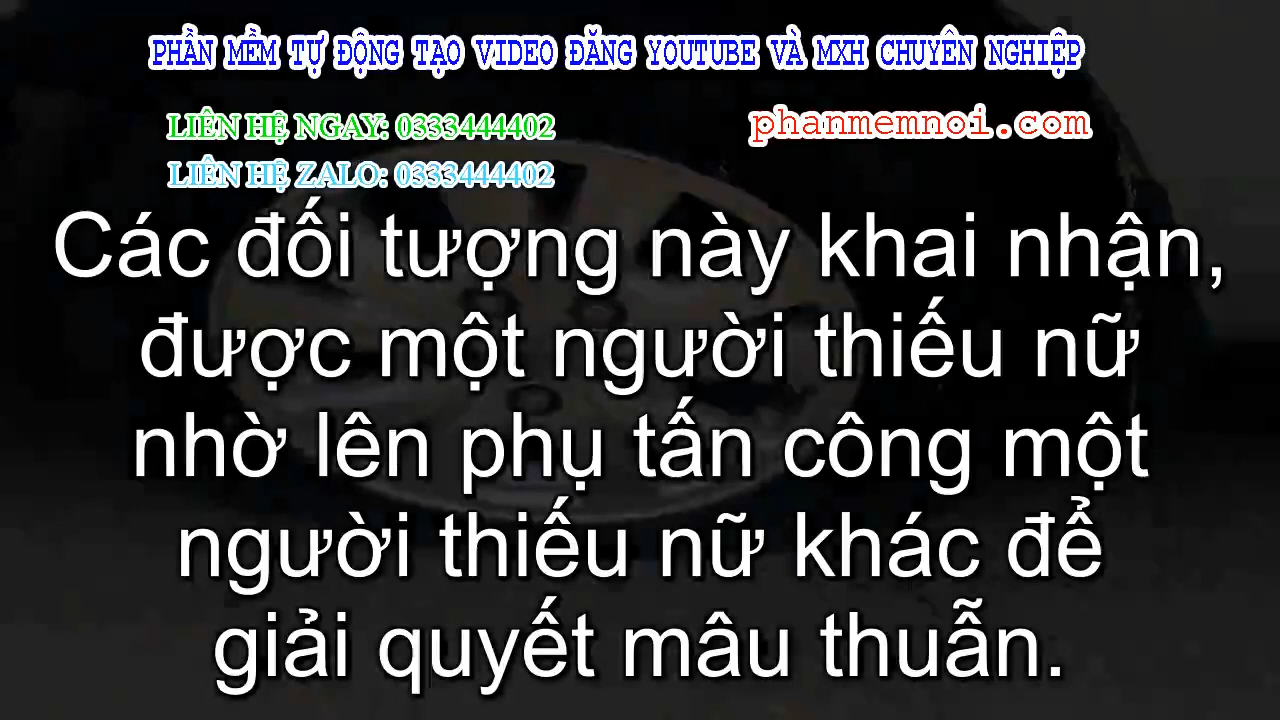 PHẦN MỀM TỰ ĐỘNG TẠO VIDEO ĐĂNG YOUTUBE VÀ MXH CHUYÊN NGHIỆP
LIÊN HỆ NGAY: 0333444402
phanmemnoi.com
LIÊN HỆ ZALO: 0333444402
Các đối tượng này khai nhận,
được một người thiếu nữ
nhờ lên phụ tấn công một
người thiếu nữ khác để
giải quyết mâu thuẫn.